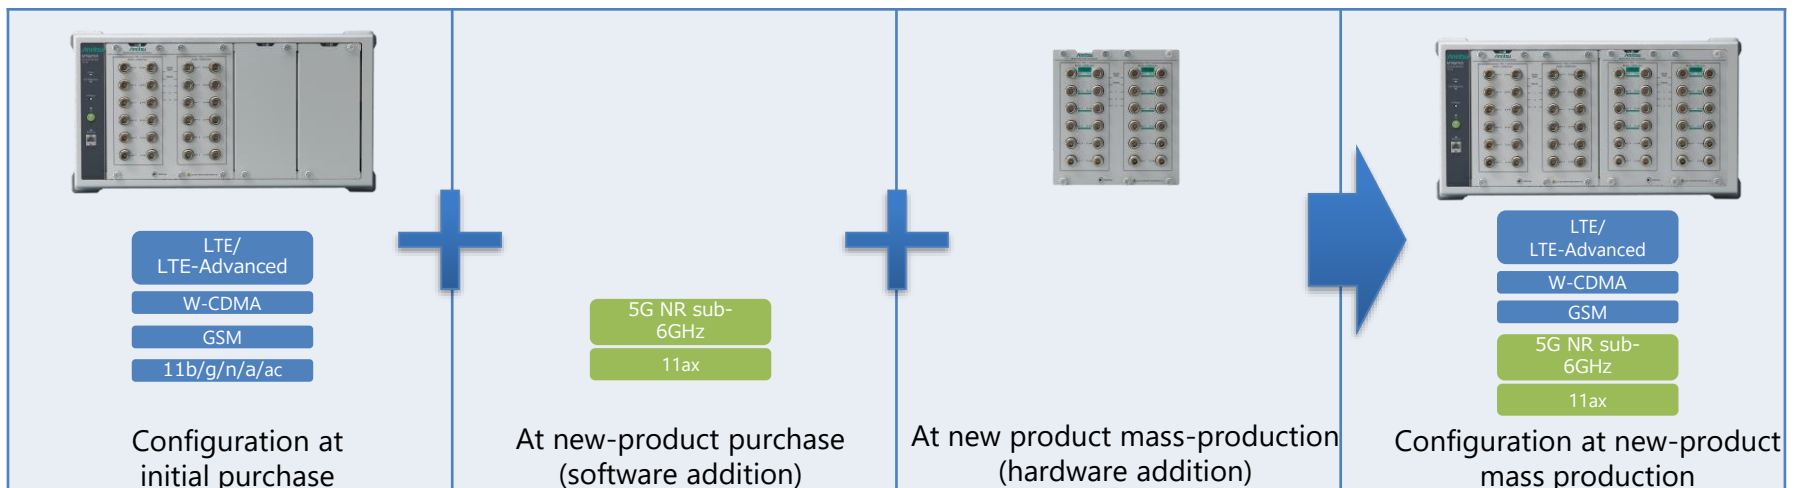 Anritsu
LTE/
LTE-Advanced
W-CDMA
GSM
11b/g/n/a/ac
Configuration at
initial purchase
5G NR sub-
6GHz
11ax
At new-product purchase
(software addition)
At new product mass-production
(hardware addition)
LTE/
LTE-Advanced
W-CDMA
GSM
5G NR sub-
6GHz
11ax
Configuration at new-product
mass production